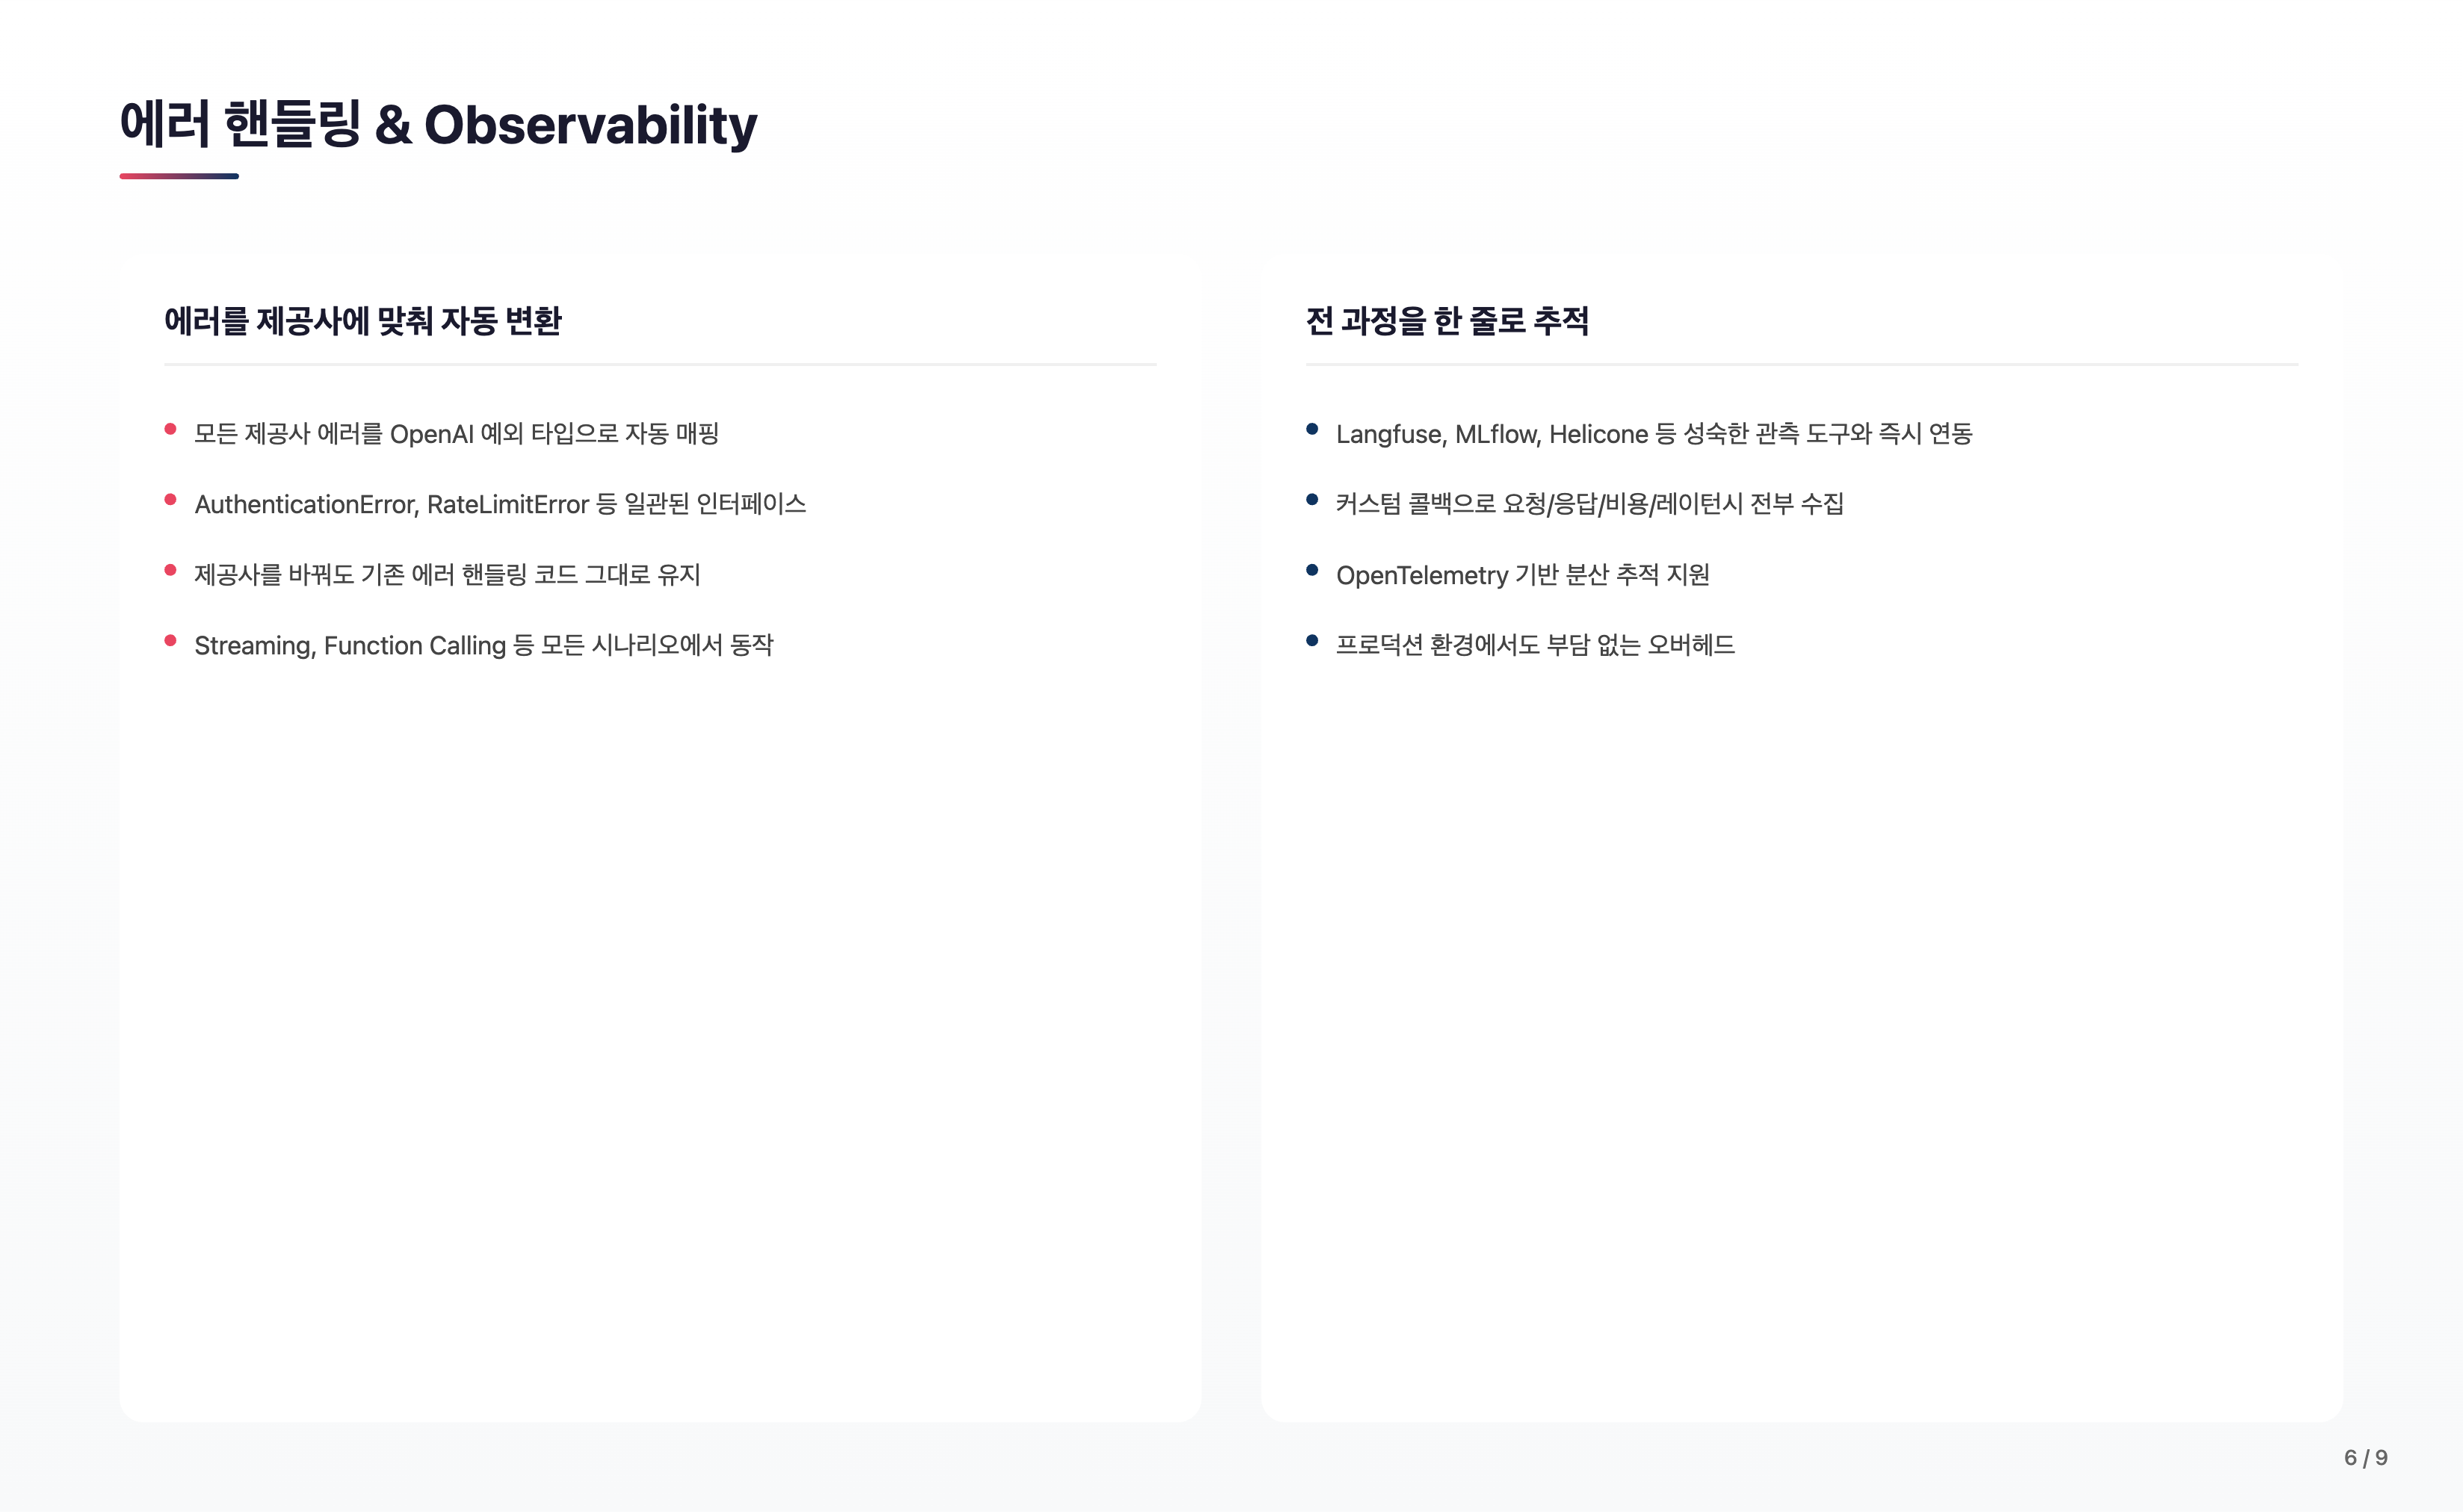 에러 핸들링 & Observability
에러를 제공사에 맞춰 자동 변환
모든 제공사 에러를 OpenAI 예외 타입으로 자동 매핑
AuthenticationError, RateLimitError 등 일관된 인터페이스
제공사를 바꿔도 기존 에러 핸들링 코드 그대로 유지
Streaming, Function Calling 등 모든 시나리오에서 동작
전 과정을 한 줄로 추적
Langfuse, MLflow, Helicone 등 성숙한 관측 도구와 즉시 연동
커스텀 콜백으로 요청/응답/비용/레이턴시 전부 수집
OpenTelemetry 기반 분산 추적 지원
프로덕션 환경에서도 부담 없는 오버헤드
6 / 9